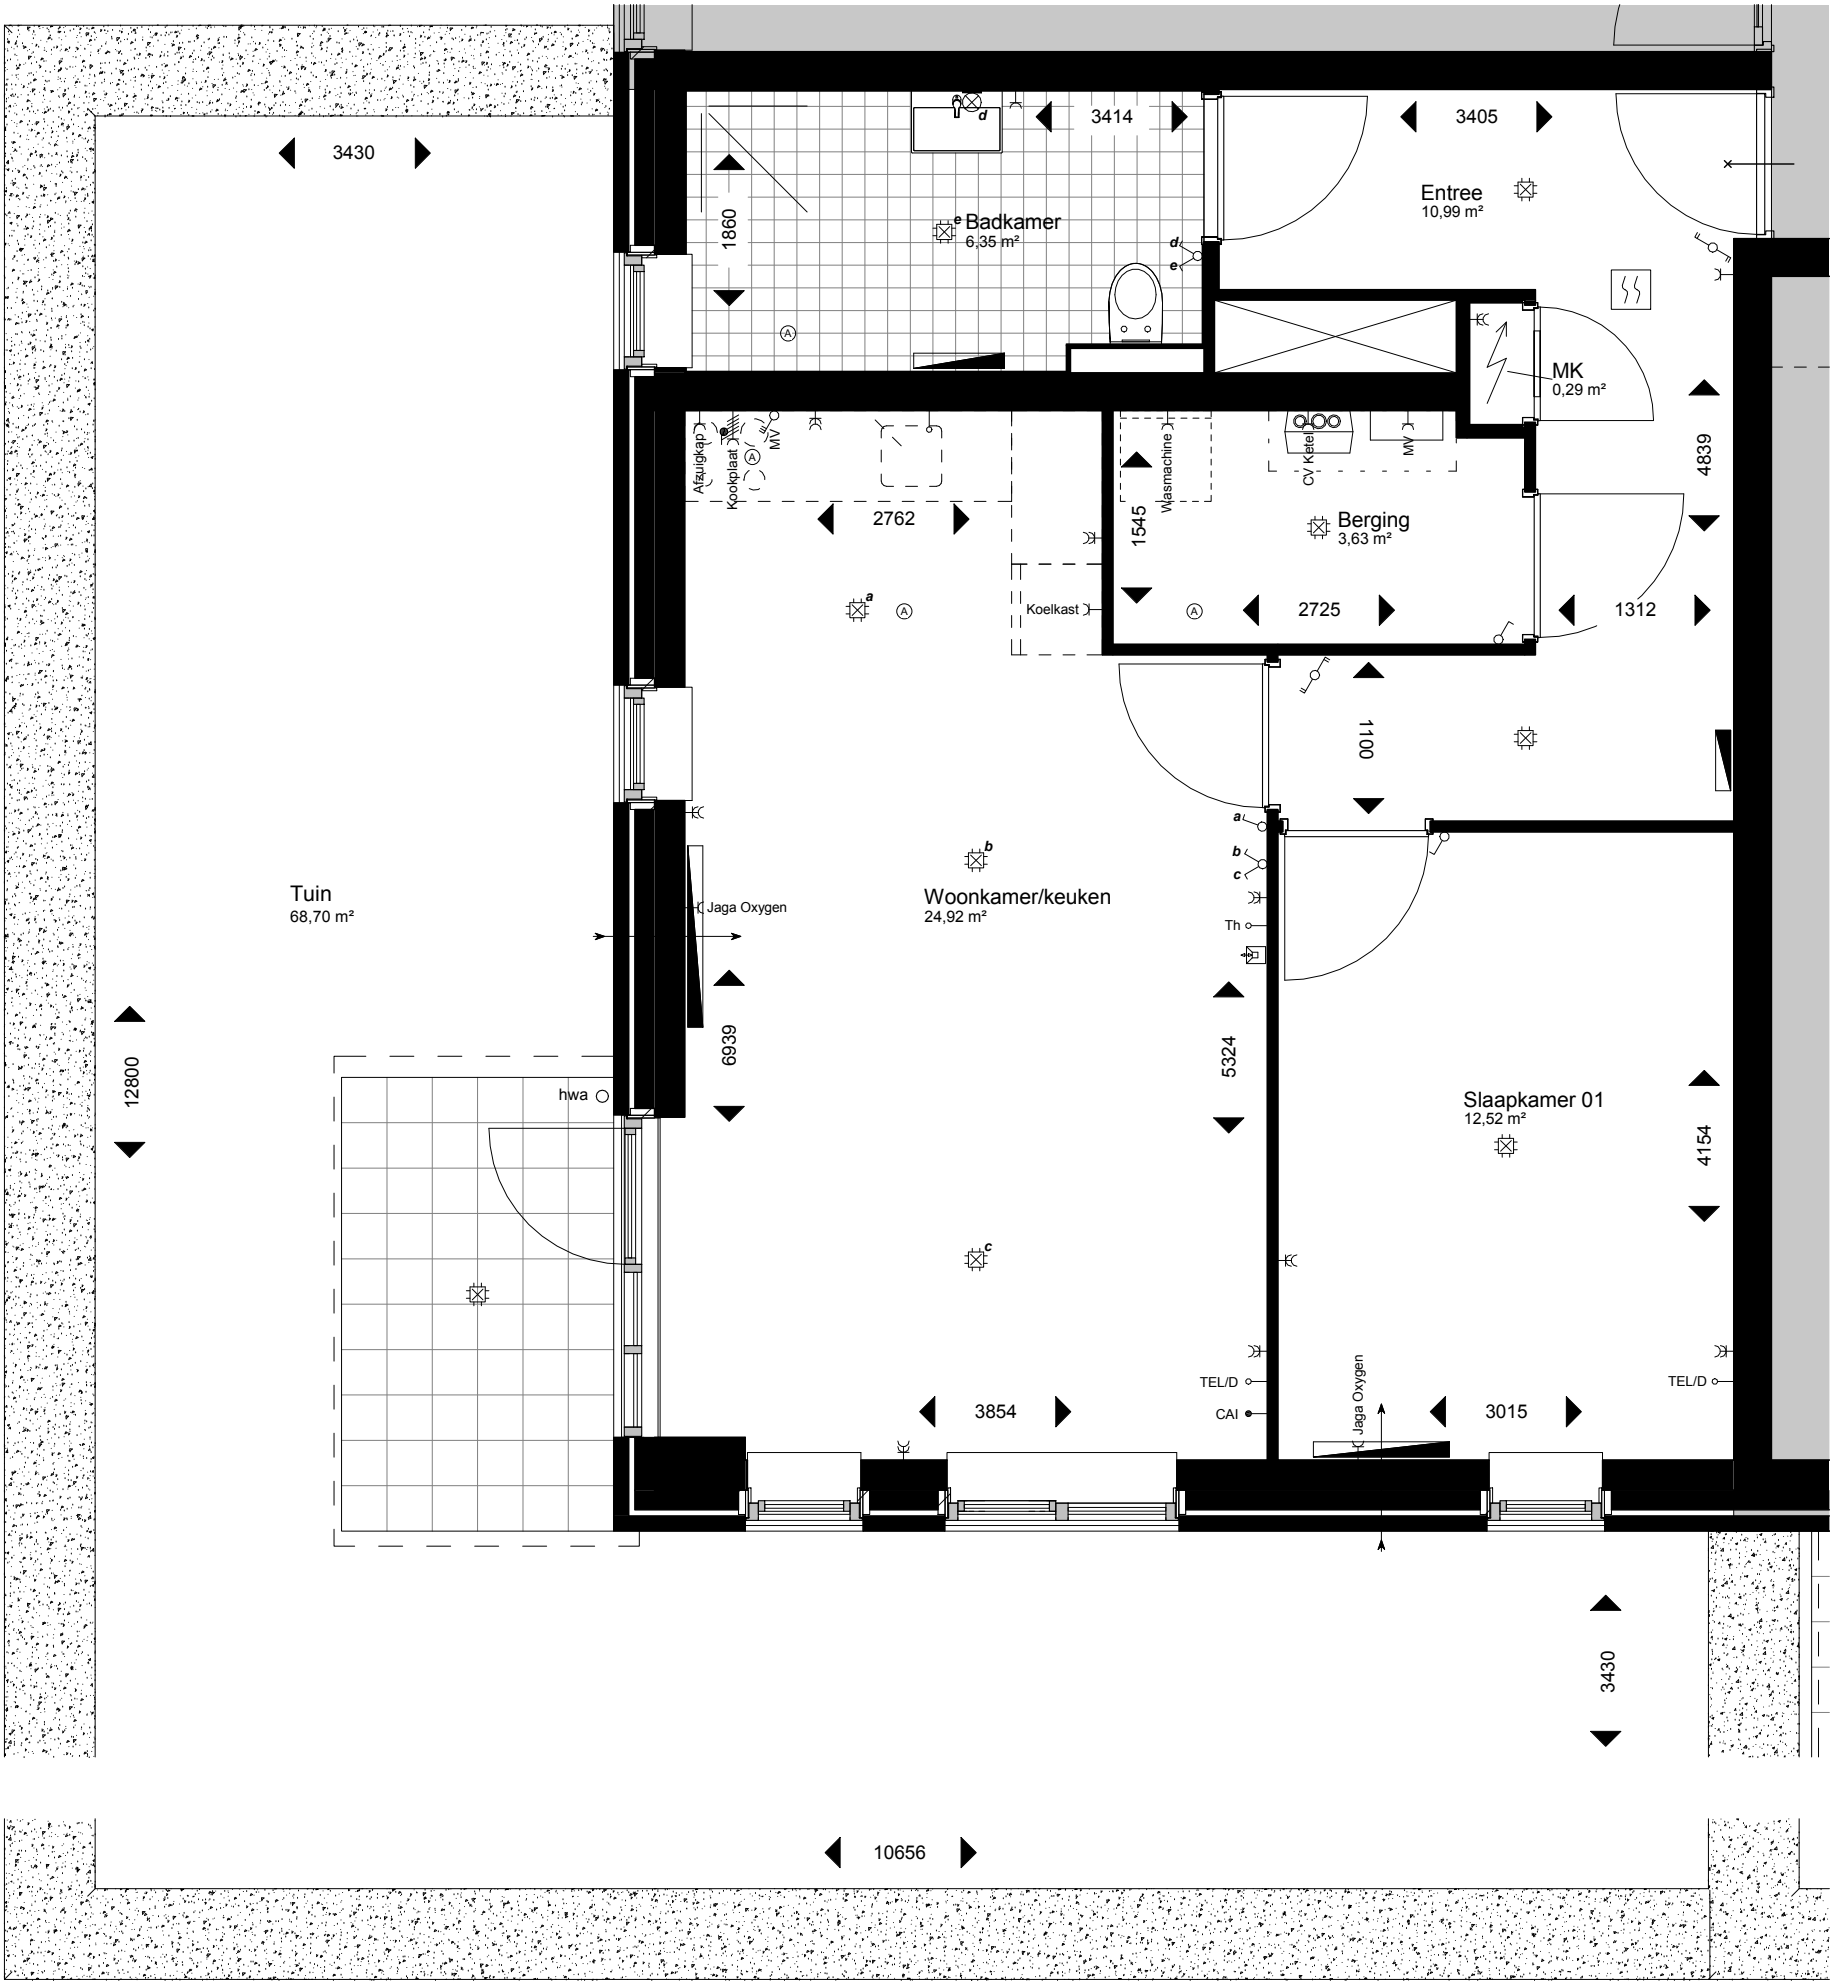 3430
3414
3405
d
1860
e Badkamer
6,35 m²
Entree
10,99 m²
d
e
A
MK
0,29 m²
Afzuigkap
Kookplaat
MV
A
Wasmachine
CV Ketel
MV
4839
2762
1545
Berging
3,63 m²
a
A
Koelkast
A
2725
1312
1100
a
b
b
c
Tuin
68,70 m²
Woonkamer/keuken
24,92 m²
Jaga Oxygen
Th
12800
hwa
6939
5324
Slaapkamer 01
12,52 m²
4154
c
TEL/D
CAI
3854
Jaga Oxygen
3015
TEL/D
3430
10656